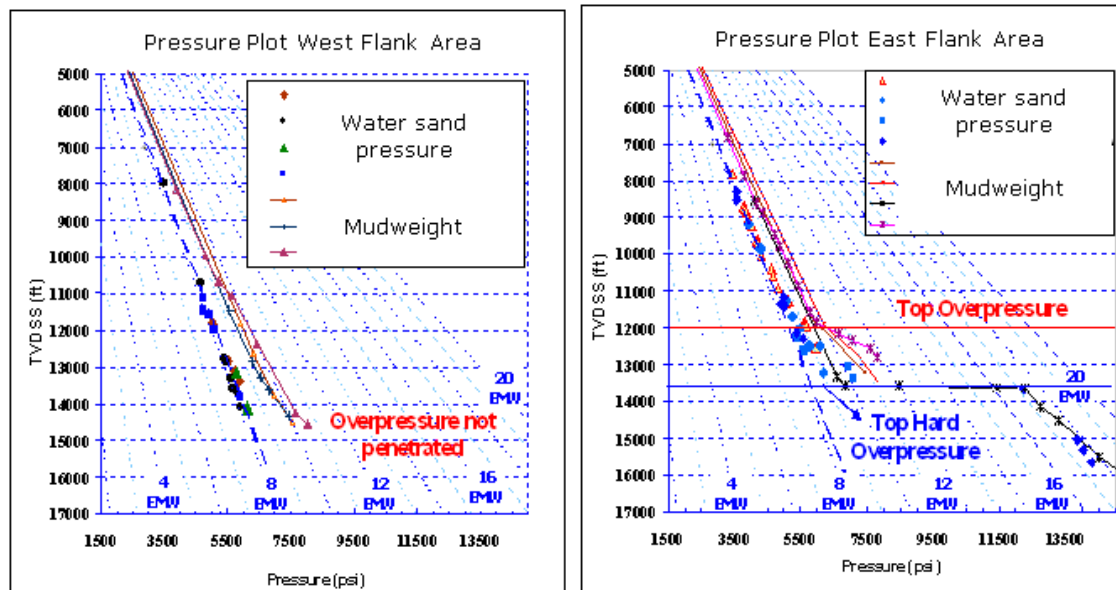 Pressure Plot West Flank Area
5000
6000
7000
8000
9000
10000
11000
12000
13000
14000
15000
16000
17000
TVDSS (ft)
Water sand
pressure
Mudweight
20
EMW
Overpressure not
penetrated
4
EMW
8
EMW
12
EMW
16
EMW
1500
3500
5500
7500
9500
11500
13500
Pressure (psi)
Pressure Plot East Flank Area
5000
6000
7000
8000
9000
10000
11000
12000
13000
14000
15000
16000
17000
TVDSS (ft)
Water sand
pressure
Mudweight
Top Overpressure
20
EMW
Top Hard
Overpressure
4
EMW
8
EMW
12
EMW
16
EMW
1500
3500
5500
7500
9500
11500
13500
Pressure (psi)